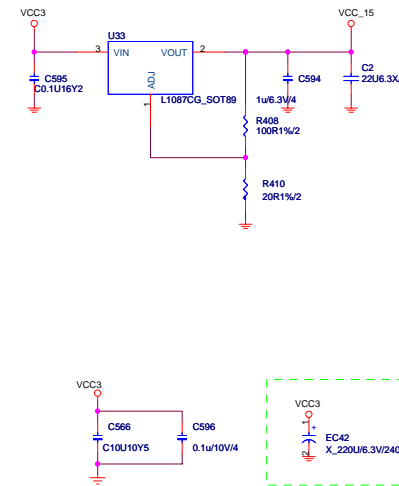 VCC3
VCC_15
U33
3
VIN
VOUT
2
ADJ
1
C595
C0.1U16Y2
L1087CG_SOT89
C594
1u/6.3V/4
C2
22U6.3X/
R408
100R1%/2
R410
20R1%/2
VCC3
C566
C10U10Y5
C596
0.1u/10V/4
VCC3
1
+
EC42
X_220U/6.3V/240
2